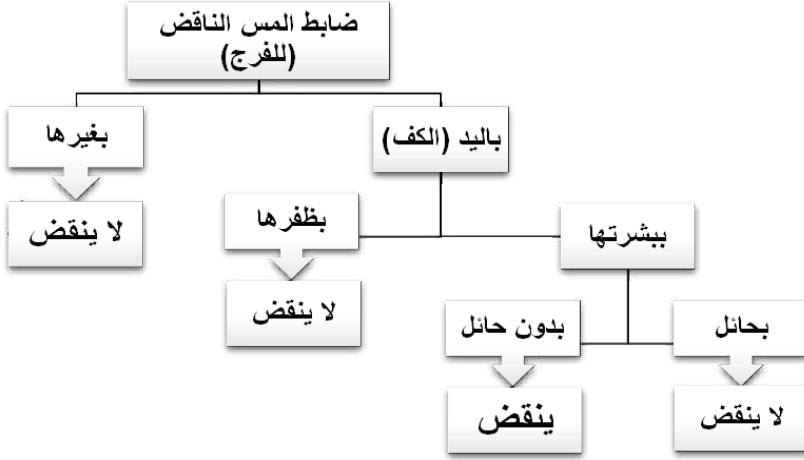 ضابط المس الناقض
(للفرج)
باليد (الكف)
بغيرها
لا ينقض
ببشرتها
بظفرها
لا ينقض
بحائل
بدون حائل
لا ينقض
ينقض